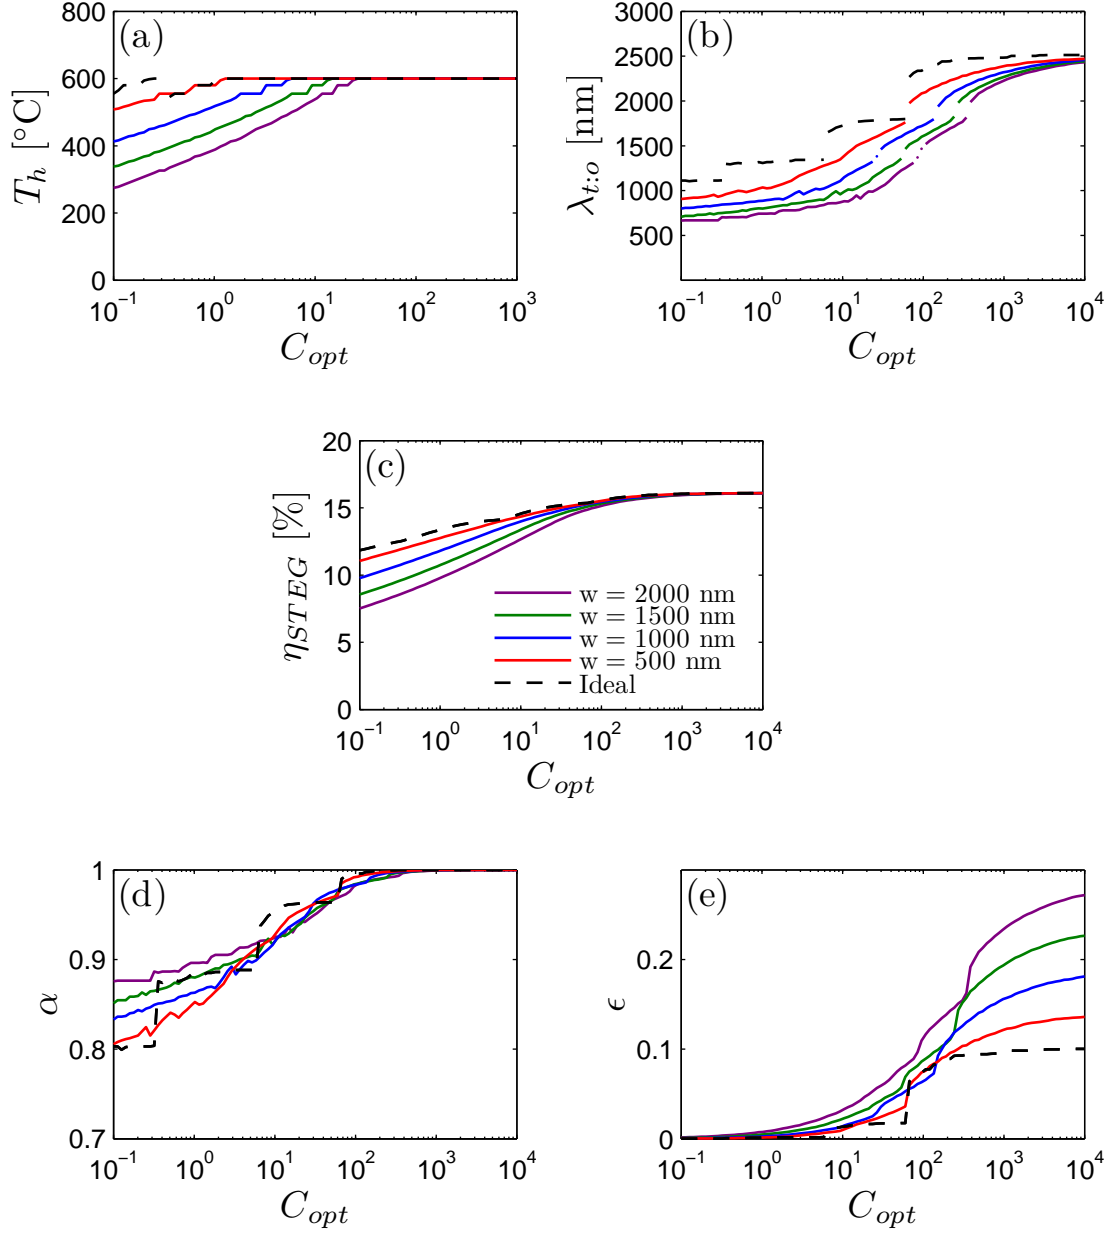 (a)
T_h [°C]
800
600
400
200
0
10^−1 10^0 10^1 10^2 10^3
C_opt
(b)
λ_t:o [nm]
3000
2500
2000
1500
1000
500
10^−1 10^0 10^1 10^2 10^3 10^4
C_opt
(c)
η_STEG [%]
20
15
10
5
0
w = 2000 nm
w = 1500 nm
w = 1000 nm
w = 500 nm
Ideal
10^−1 10^0 10^1 10^2 10^3 10^4
C_opt
(d)
α
1
0.9
0.8
0.7
10^−1 10^0 10^1 10^2 10^3 10^4
C_opt
(e)
ϵ
0.2
0.1
0
10^−1 10^0 10^1 10^2 10^3 10^4
C_opt